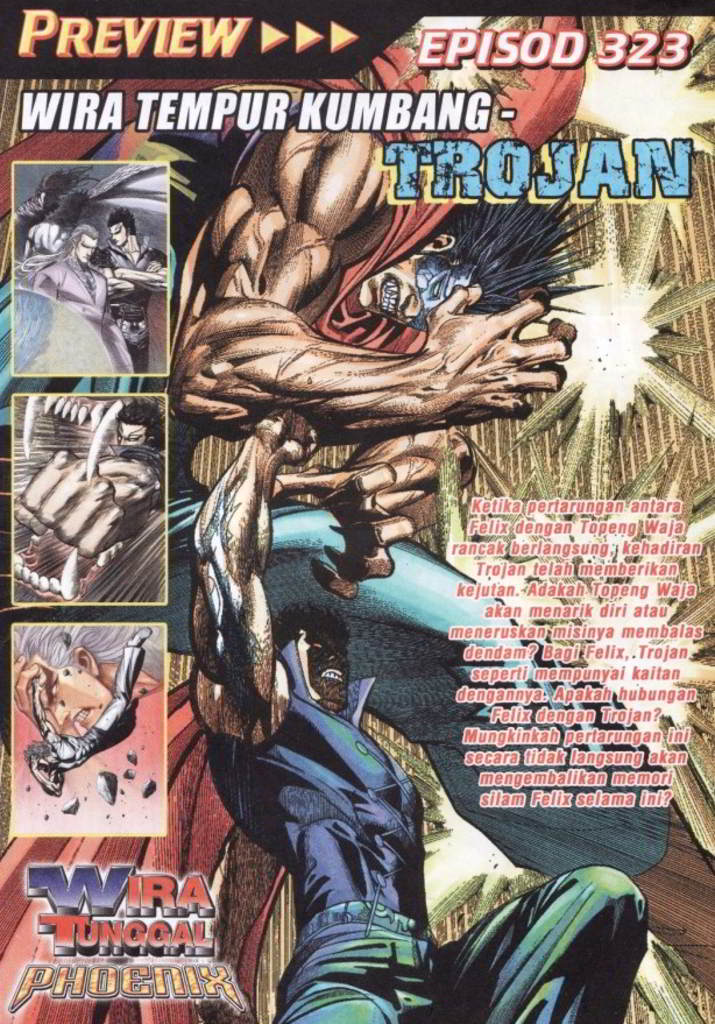 PREVIEW
EPISOD 323
WIRA TEMPUR KUMBANG -
TROJAN
Ketika pertarungan antara
Felix dengan Topeng Waja
rancak berlangsung, kehadiran
Trojan telah memberikan
kejutan. Adakah Topeng Waja
akan menarik diri atau
meneruskan misinya membalas
dendam? Bagi Felix, Trojan
seperti mempunyai kaitan
dengannya. Apakah hubungan
Felix dengan Trojan?
Mungkinkah pertarungan ini
secara tidak langsung akan
mengembalikan memori
silam Felix selama ini?
WIRA
TUNGGAL
PHOENIX